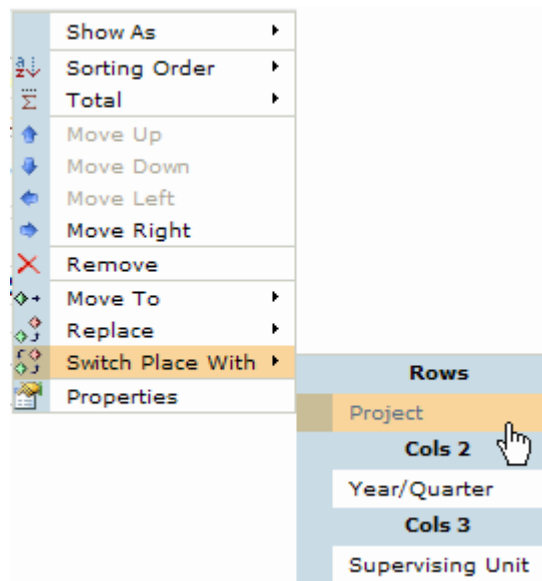 Show As
Sorting Order
Total
Move Up
Move Down
Move Left
Move Right
Remove
Move To
Replace
Switch Place With
Properties
Rows
Project
Cols 2
Year/Quarter
Cols 3
Supervising Unit